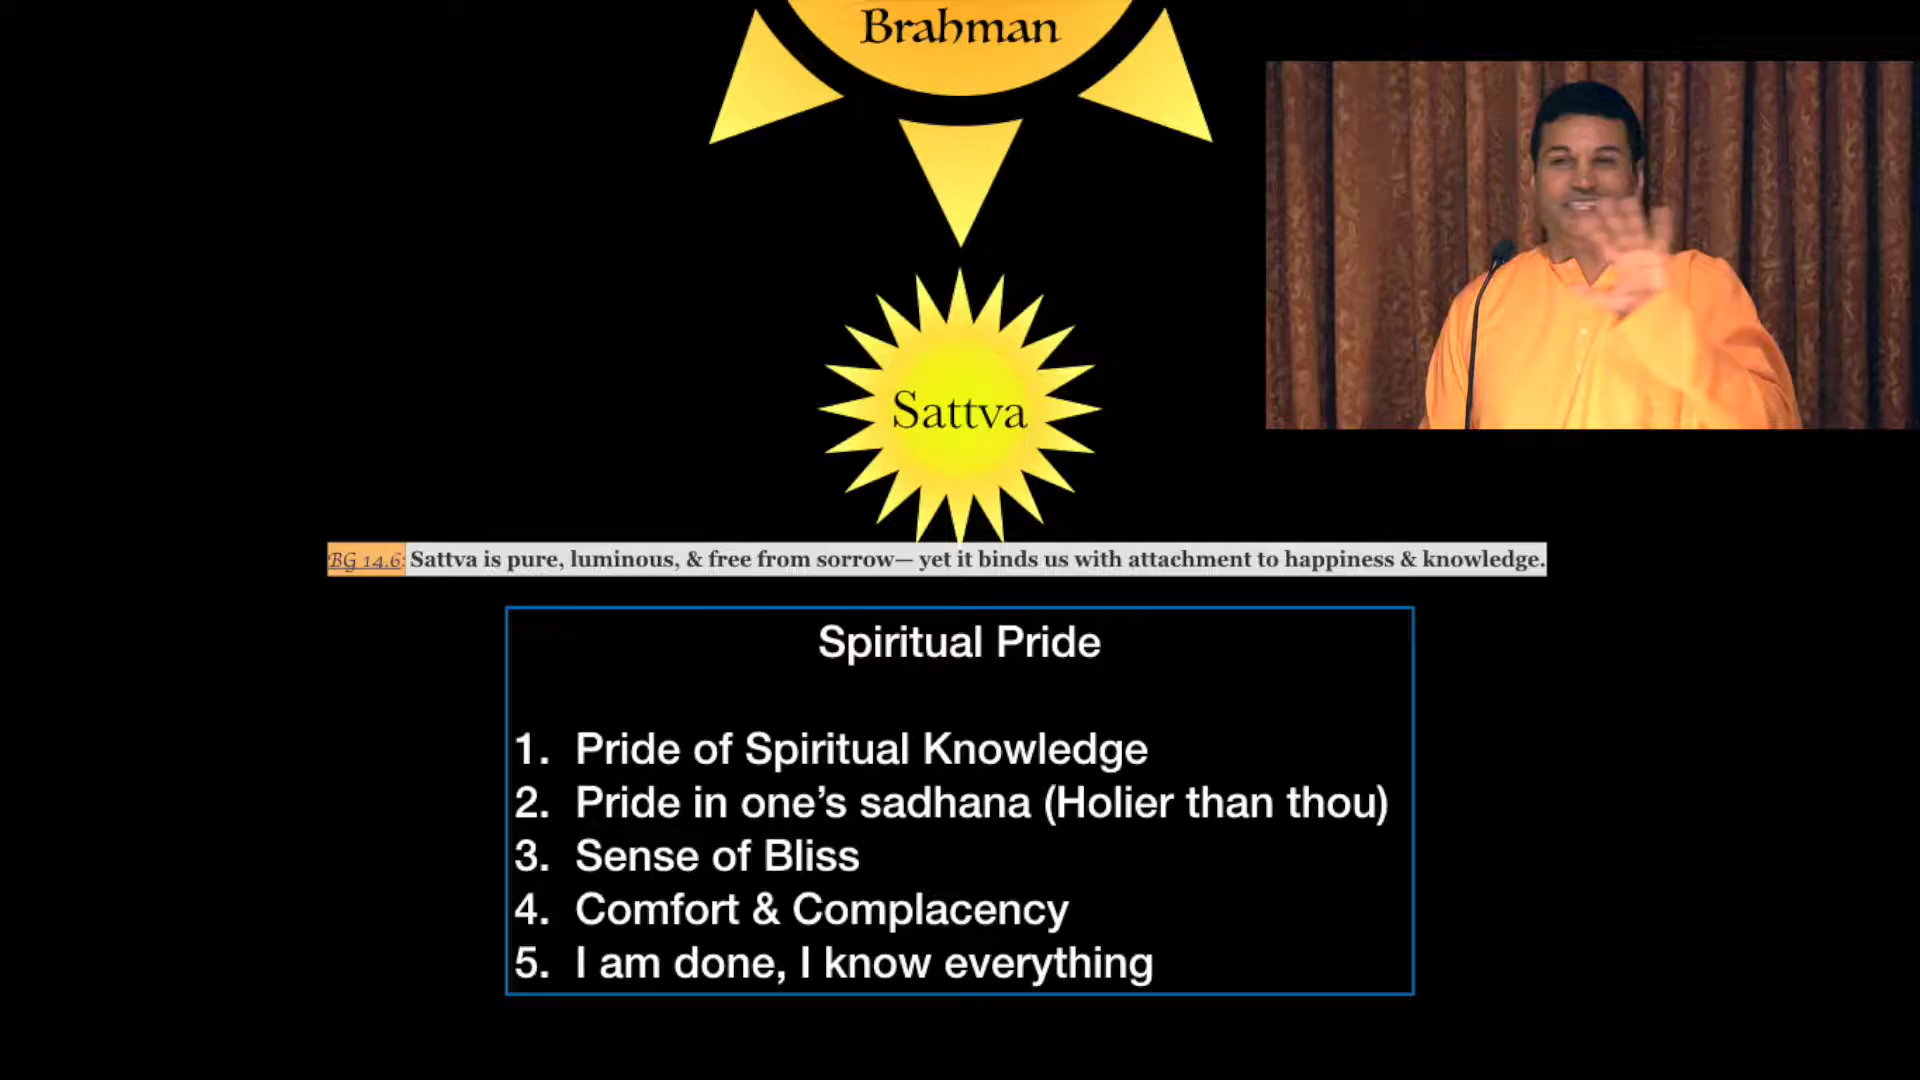 Brahman
Sattva
BG 14.6: Sattva is pure, luminous, & free from sorrow— yet it binds us with attachment to happiness & knowledge.
Spiritual Pride
1. Pride of Spiritual Knowledge
2. Pride in one’s sadhana (Holier than thou)
3. Sense of Bliss
4. Comfort & Complacency
5. I am done, I know everything